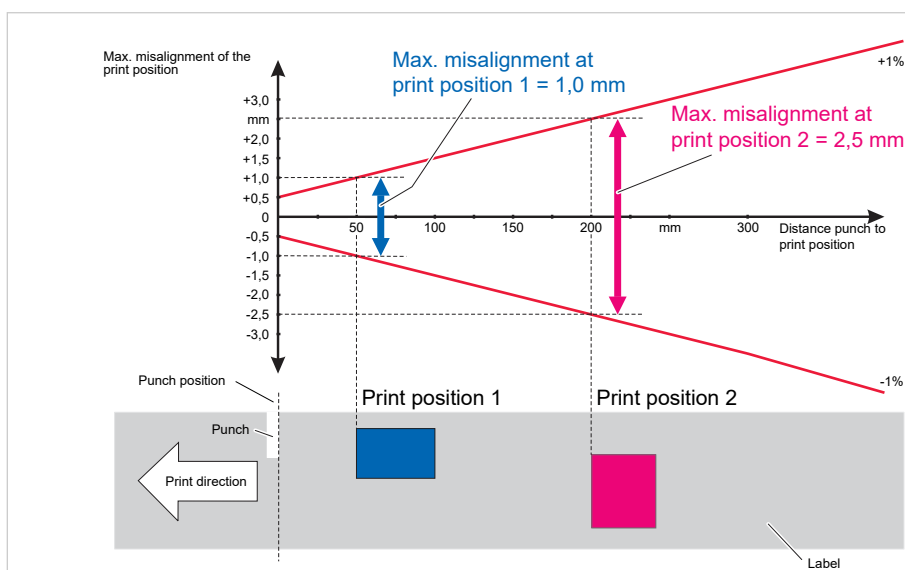 Max. misalignment of the
print position
Max. misalignment at
print position 1 = 1,0 mm
+1%
Max. misalignment at
print position 2 = 2,5 mm
+3,0
mm
+2,0
+1,5
+1,0
+0,5
0
-0,5
-1,0
-1,5
-2,0
-2,5
-3,0
50
100
150
200
mm
300
Distance punch to
print position
-1%
Punch position
Print position 1
Print position 2
Punch
Print direction
Label